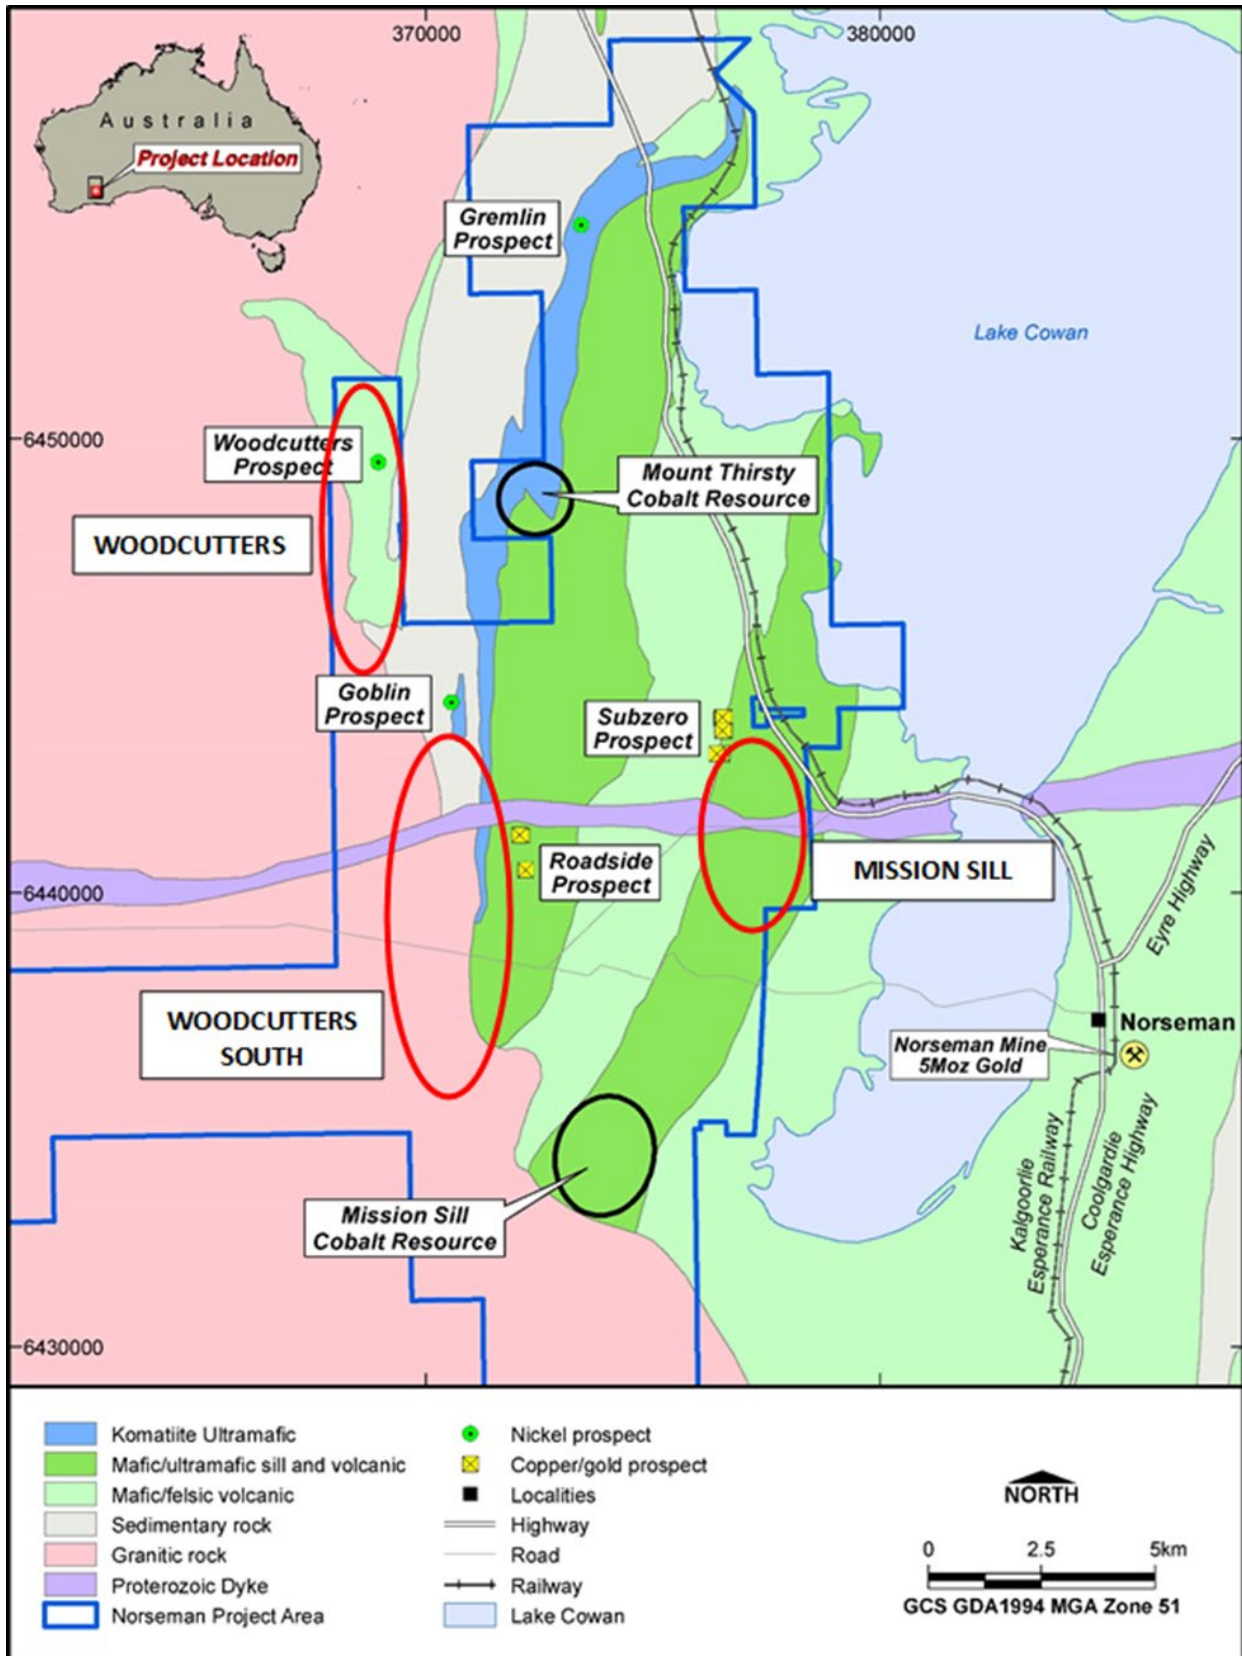 370000
380000
Australia
Project Location
Gremlin
Prospect
Lake Cowan
6450000
Woodcutters
Prospect
Mount Thirsty
Cobalt Resource
WOODCUTTERS
Goblin
Prospect
Subzero
Prospect
Roadside
Prospect
MISSION SILL
6440000
Eyre Highway
WOODCUTTERS
SOUTH
Norseman
Norseman Mine
5Moz Gold
Mission Sill
Cobalt Resource
Kalgoorlie
Esperance Railway
Coolgardie
Esperance Highway
6430000
Komatiite Ultramafic
Mafic/ultramafic sill and volcanic
Mafic/felsic volcanic
Sedimentary rock
Granitic rock
Proterozoic Dyke
Norseman Project Area
Nickel prospect
Copper/gold prospect
Localities
Highway
Road
Railway
Lake Cowan
NORTH
0 2.5 5km
GCS GDA1994 MGA Zone 51